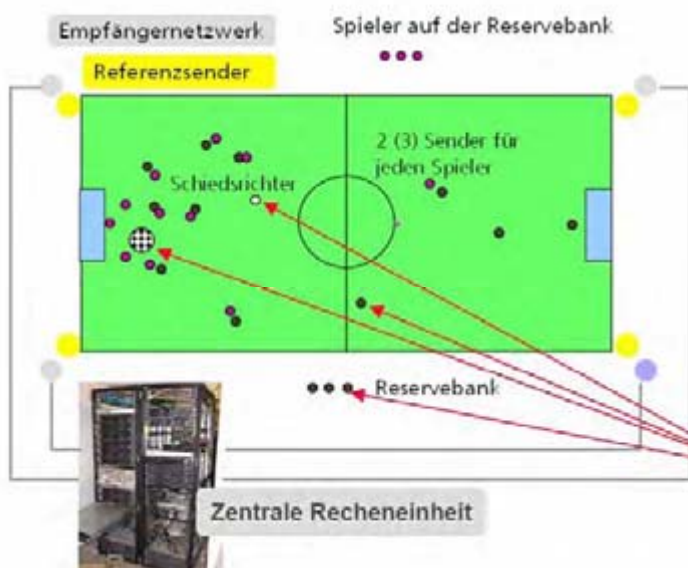 Empfängernetzwerk
Spieler auf der Reservebank
Referenzsender
2 (3) Sender für
jeden Spieler
Schiedsrichter
Reservebank
Zentrale Recheneinheit